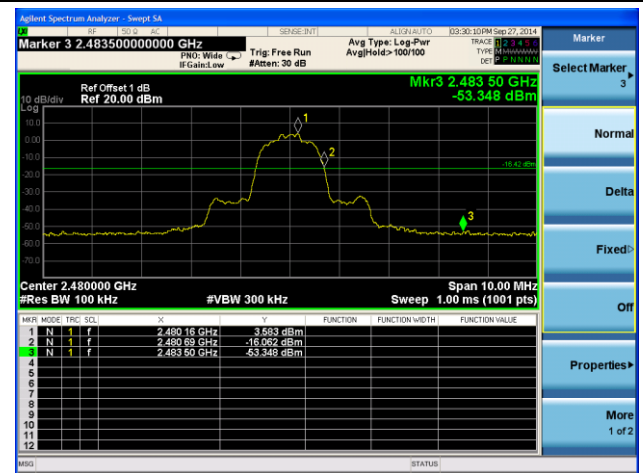 Agilent Spectrum Analyzer - Swept SA
RF 50 Ω AC SENSE:INT ALIGN AUTO 03:30:10 PM Sep 27, 2014
Marker 3 2.483500000000 GHz
PNO: Wide
IFGain:Low
Trig: Free Run
#Atten: 30 dB
Avg Type: Log-Pwr
Avg|Hold:>100/100
TRACE 1 2 3 4 5 6
TYPE M
DET P P N N N N
Marker
Select Marker
3
Normal
Delta
Fixed
Off
Properties
More
1 of 2
Ref Offset 1 dB
Ref 20.00 dBm
10 dB/div
Log
Mkr3 2.483 50 GHz
-53.348 dBm
10.0
0.00
-10.0
-20.0
-30.0
-40.0
-50.0
-60.0
-70.0
1
2
3
-16.42 dBm
Center 2.480000 GHz
#Res BW 100 kHz
#VBW 300 kHz
Span 10.00 MHz
Sweep 1.00 ms (1001 pts)
MKR MODE TRC SCL X Y FUNCTION FUNCTION WIDTH FUNCTION VALUE
1 N 1 f 2.480 16 GHz 3.583 dBm
2 N 1 f 2.480 69 GHz -16.062 dBm
3 N 1 f 2.483 50 GHz -53.348 dBm
4
5
6
7
8
9
10
11
12
MSG
STATUS